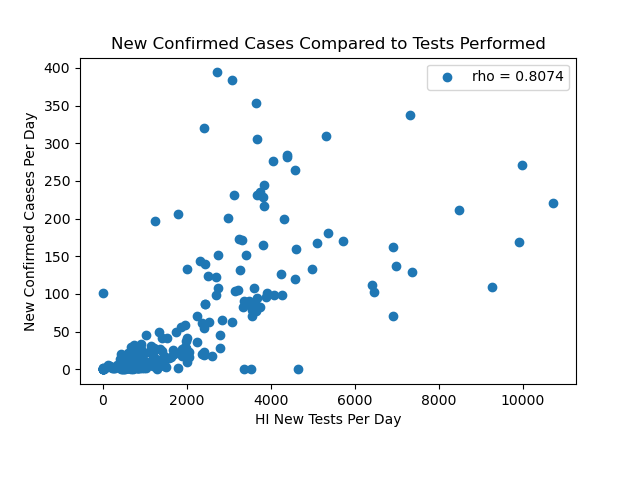 New Confirmed Cases Compared to Tests Performed
rho = 0.8074
New Confirmed Caeses Per Day
400
350
300
250
200
150
100
50
0
0 2000 4000 6000 8000 10000
HI New Tests Per Day